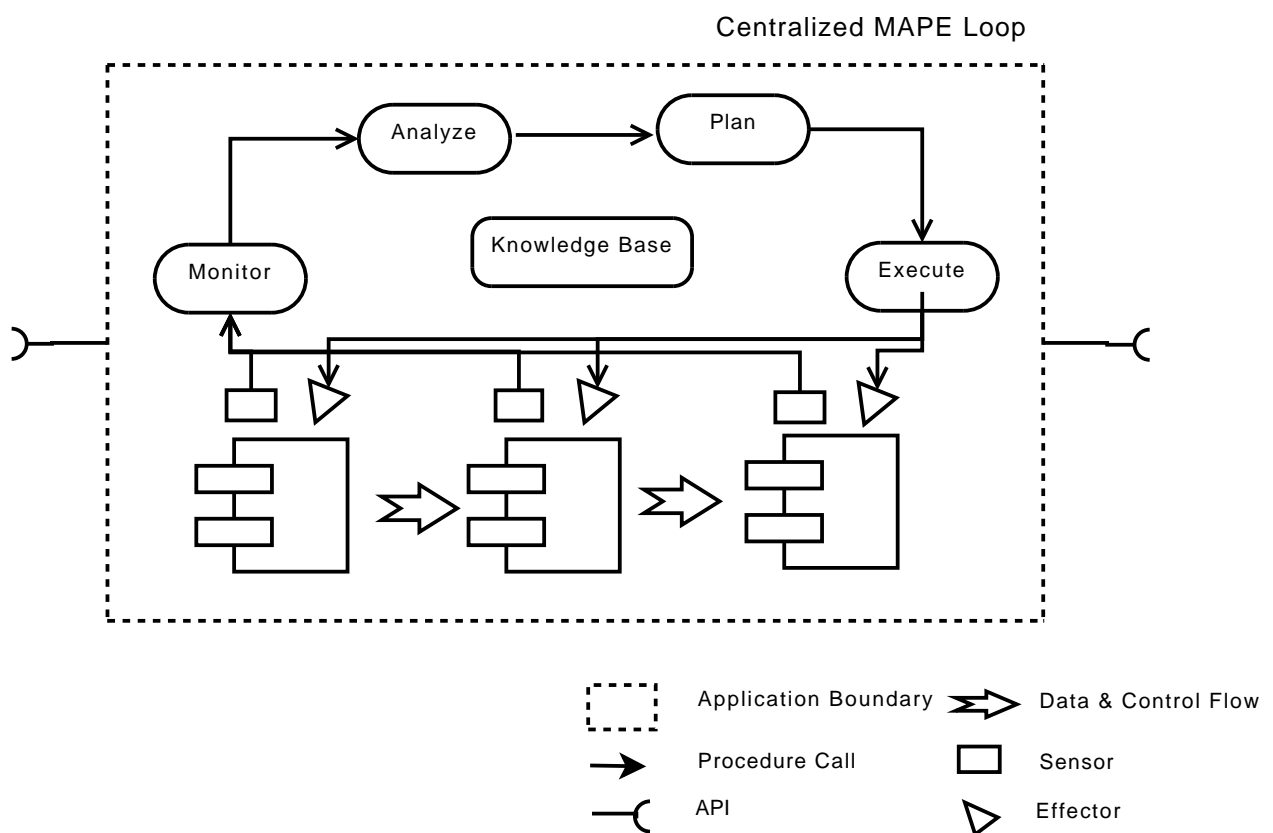 Centralized MAPE Loop
Analyze
Plan
Knowledge Base
Monitor
Execute
Application Boundary
Data & Control Flow
Procedure Call
Sensor
API
Effector